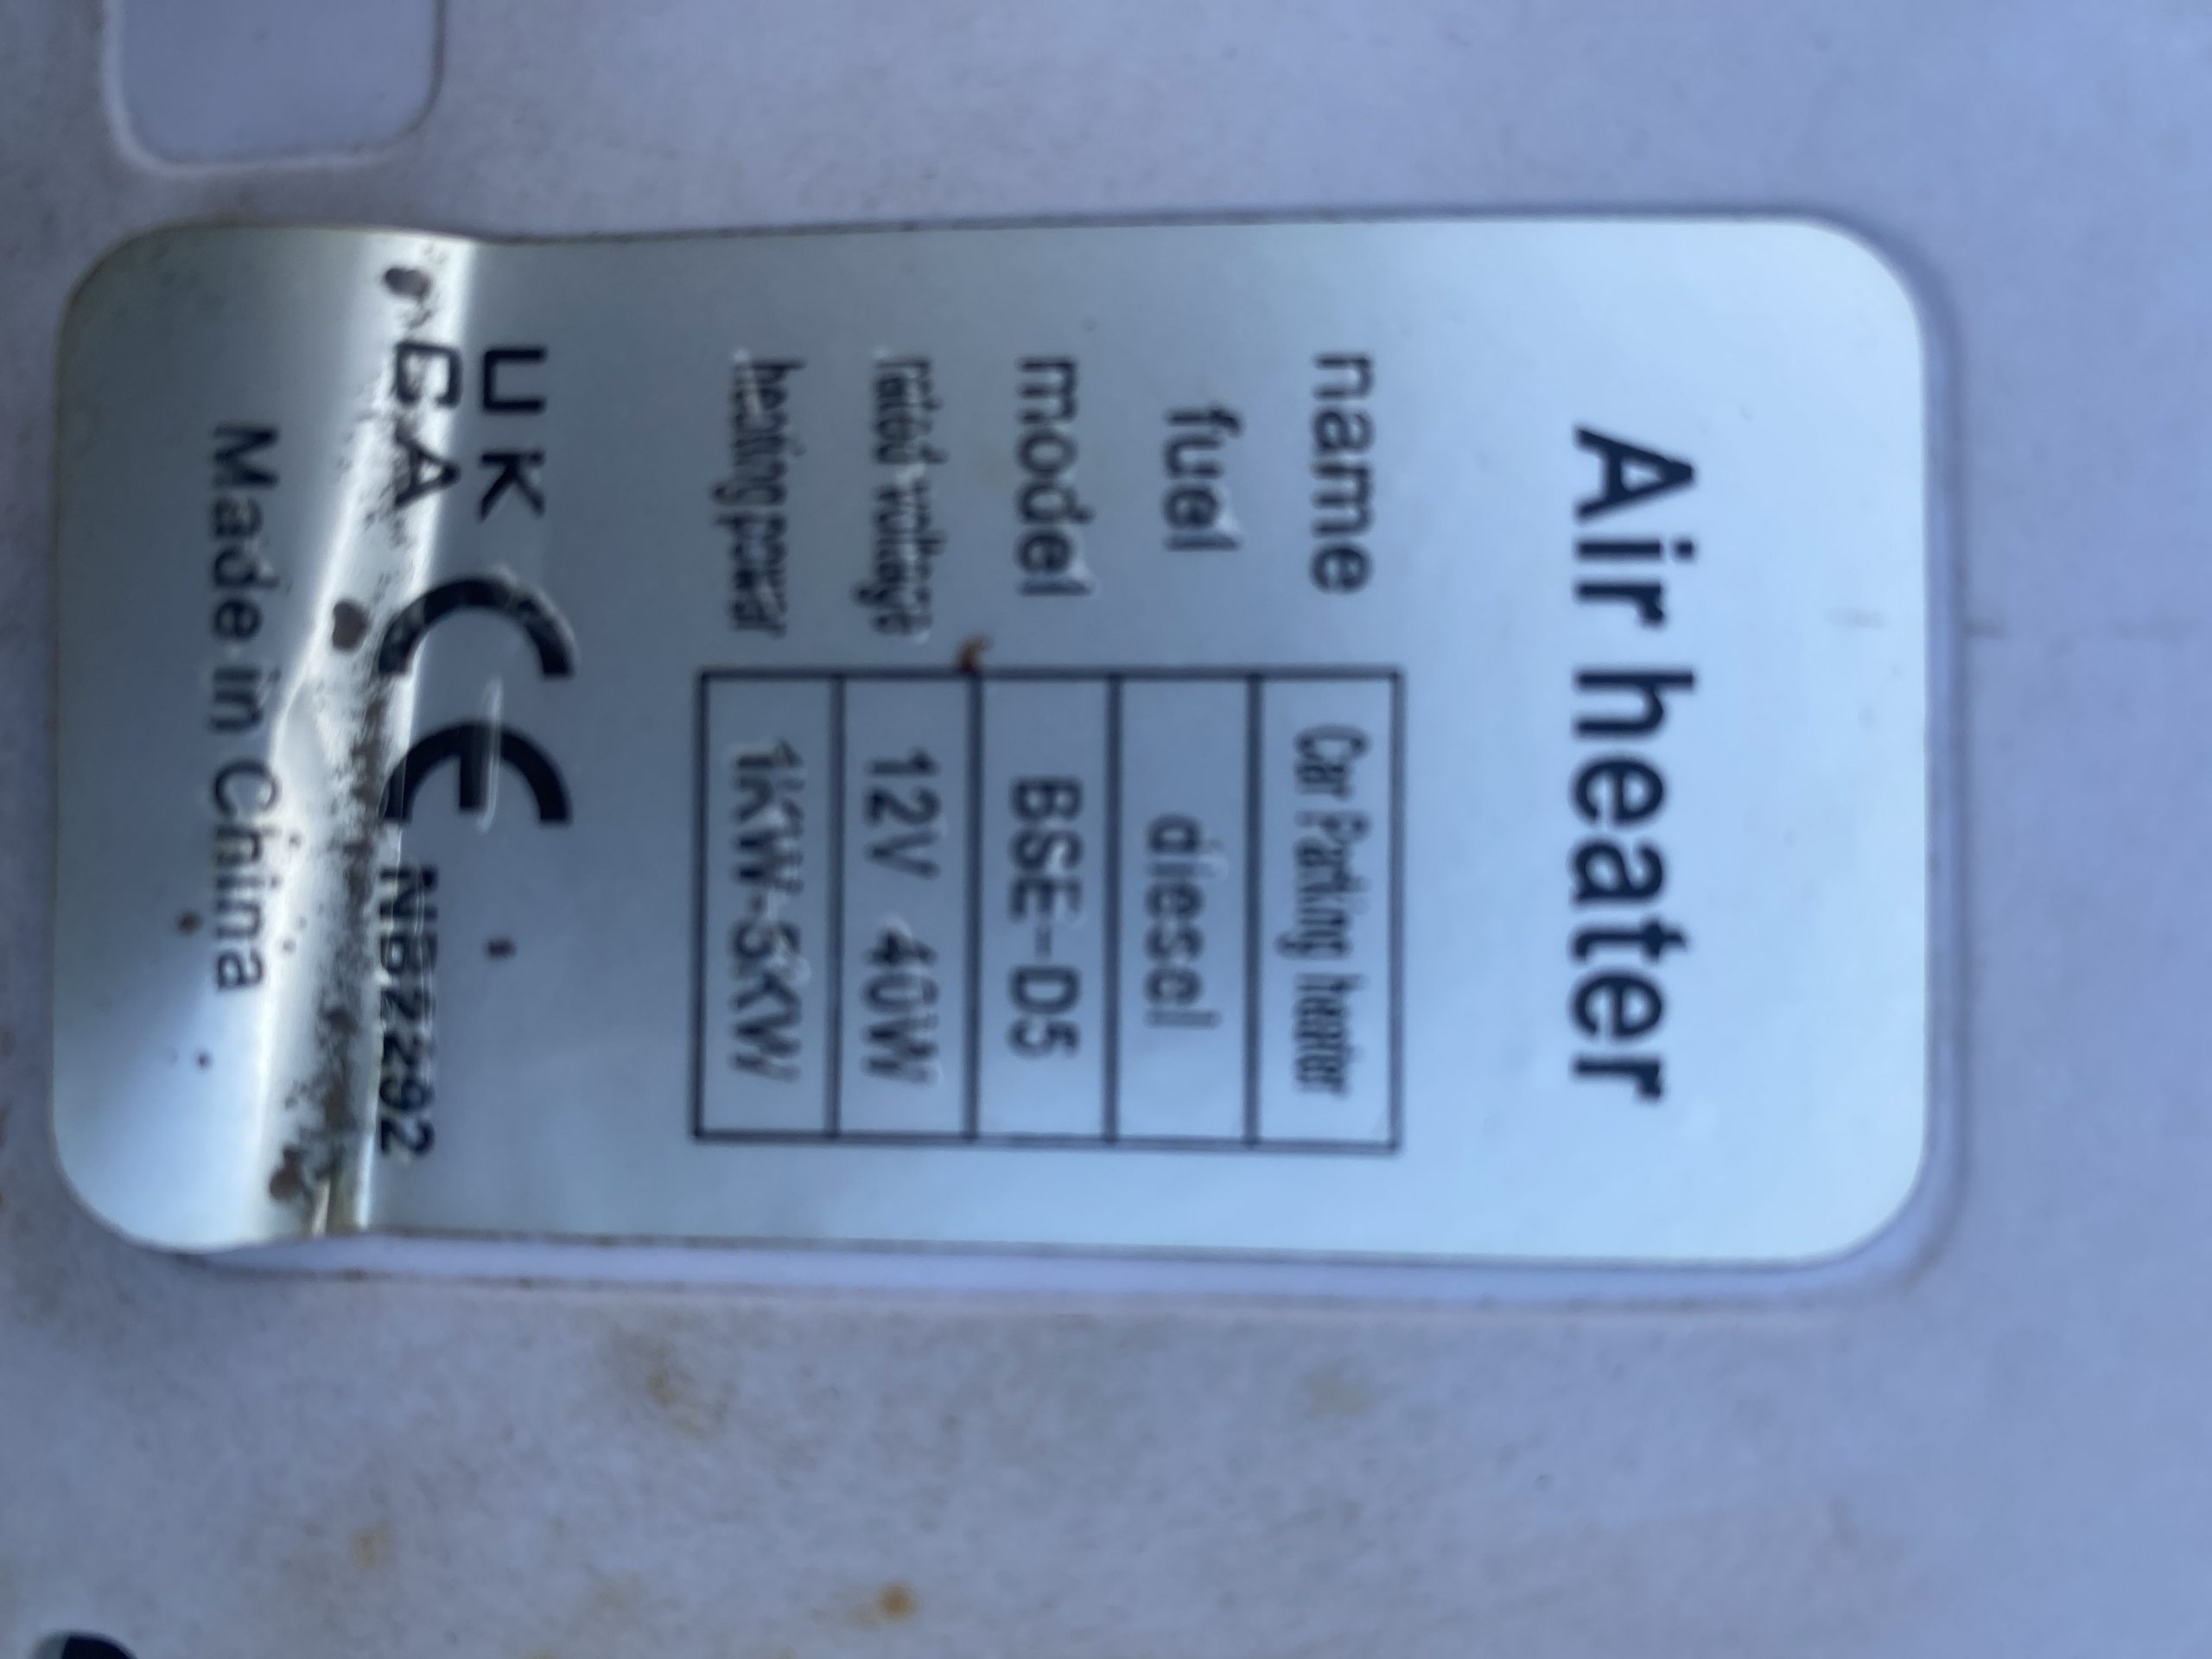 Air heater
name Car Parking heater
fuel diesel
model BSE-D5
rated voltage 12V 40W
heating power 1KW-5KW
UK
CA CE NB2292
Made in China